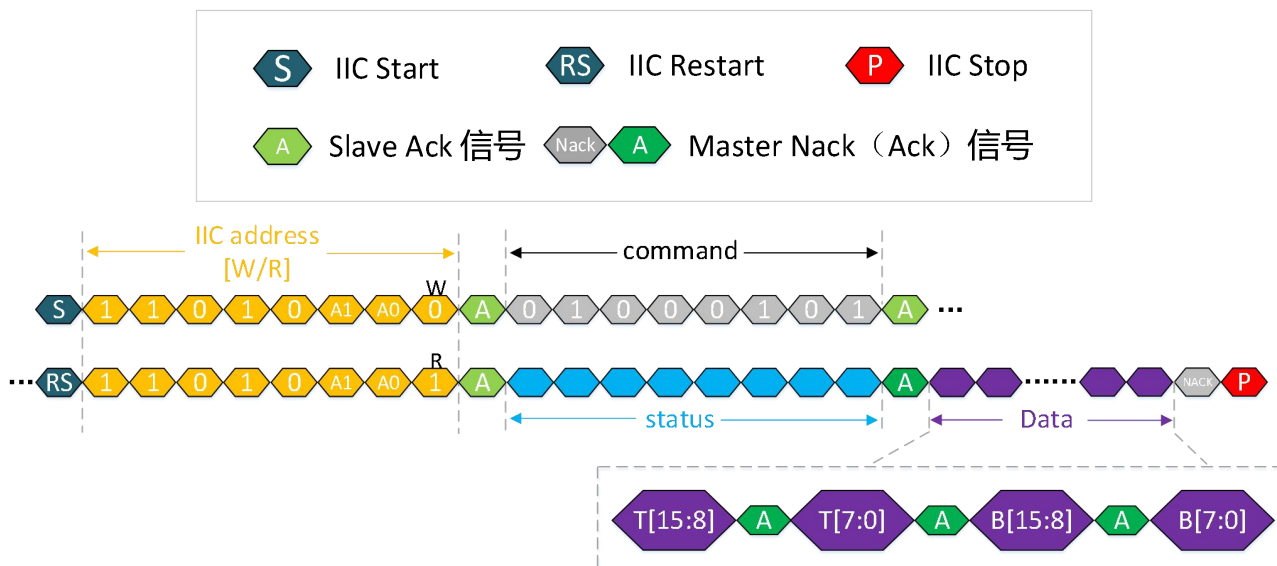 S IIC Start RS IIC Restart P IIC Stop
A Slave Ack 信号 Nack A Master Nack（Ack）信号
IIC address
[W/R]
command
W
S 1 1 0 1 0 A1 A0 0 A 0 1 0 0 0 1 0 1 A ...
R
... RS 1 1 0 1 0 A1 A0 1 A A ...... NACK P
status Data
T[15:8] A T[7:0] A B[15:8] A B[7:0]